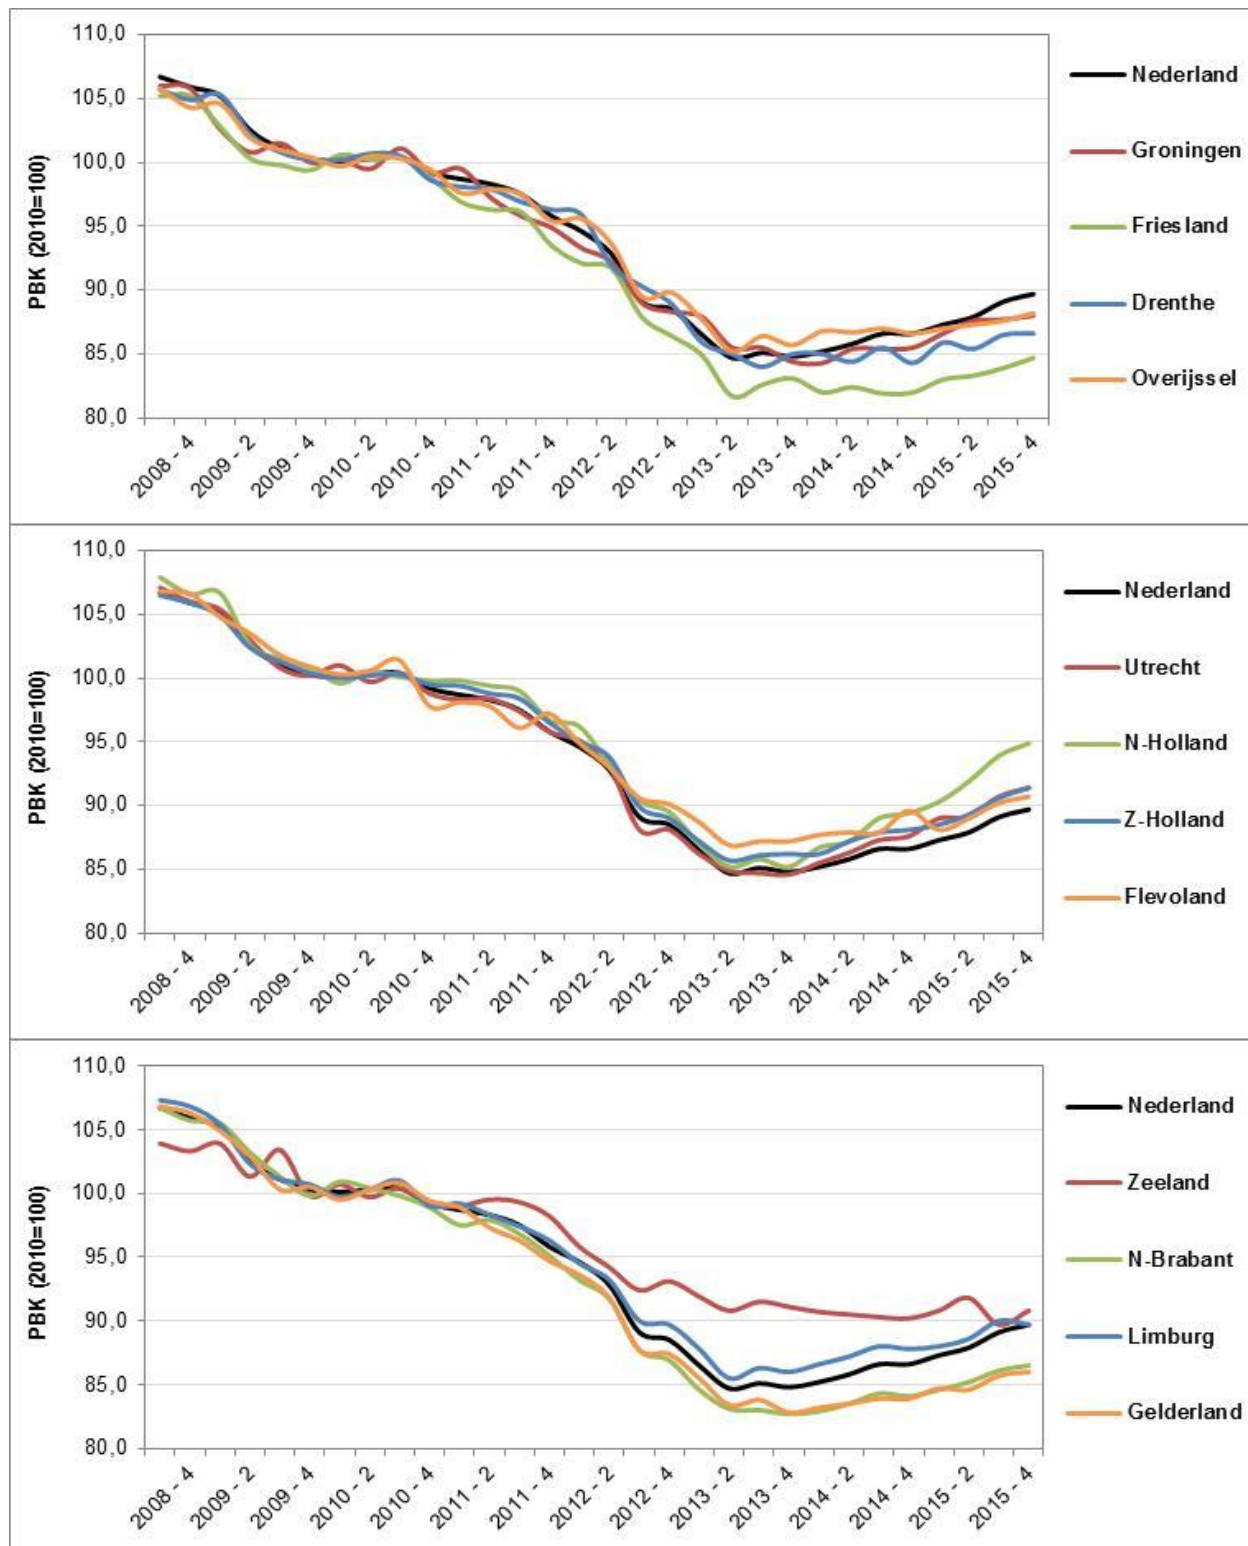 PBK (2010=100)
110,0
105,0
100,0
95,0
90,0
85,0
80,0
2008 - 4
2009 - 2
2009 - 4
2010 - 2
2010 - 4
2011 - 2
2011 - 4
2012 - 2
2012 - 4
2013 - 2
2013 - 4
2014 - 2
2014 - 4
2015 - 2
2015 - 4
Nederland
Groningen
Friesland
Drenthe
Overijssel
PBK (2010=100)
110,0
105,0
100,0
95,0
90,0
85,0
80,0
2008 - 4
2009 - 2
2009 - 4
2010 - 2
2010 - 4
2011 - 2
2011 - 4
2012 - 2
2012 - 4
2013 - 2
2013 - 4
2014 - 2
2014 - 4
2015 - 2
2015 - 4
Nederland
Utrecht
N-Holland
Z-Holland
Flevoland
PBK (2010=100)
110,0
105,0
100,0
95,0
90,0
85,0
80,0
2008 - 4
2009 - 2
2009 - 4
2010 - 2
2010 - 4
2011 - 2
2011 - 4
2012 - 2
2012 - 4
2013 - 2
2013 - 4
2014 - 2
2014 - 4
2015 - 2
2015 - 4
Nederland
Zeeland
N-Brabant
Limburg
Gelderland